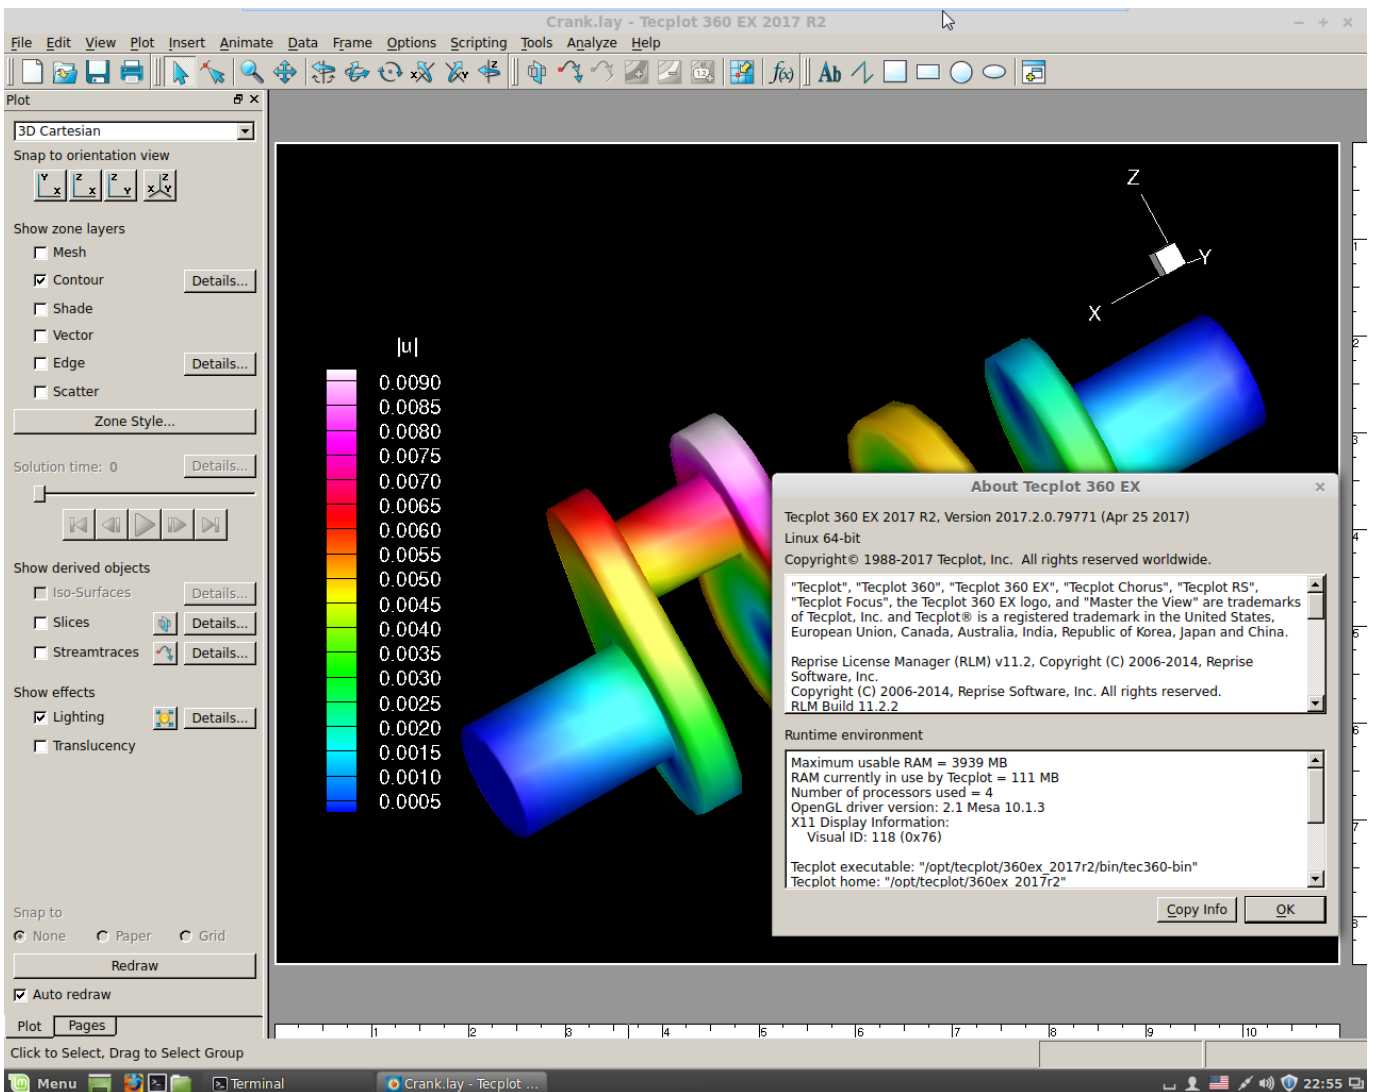 Crank.lay - Tecplot 360 EX 2017 R2
File Edit View Plot Insert Animate Data Frame Options Scripting Tools Analyze Help
Plot
3D Cartesian
Snap to orientation view
Y X Z X Z Y X Z Y
Show zone layers
Mesh
Contour Details...
Shade
Vector
Edge Details...
Scatter
Zone Style...
Solution time: 0 Details...
Show derived objects
Iso-Surfaces Details...
Slices Details...
Streamtraces Details...
Show effects
Lighting Details...
Translucency
Snap to
None Paper Grid
Redraw
Auto redraw
Plot Pages
Click to Select, Drag to Select Group
|u|
0.0090
0.0085
0.0080
0.0075
0.0070
0.0065
0.0060
0.0055
0.0050
0.0045
0.0040
0.0035
0.0030
0.0025
0.0020
0.0015
0.0010
0.0005
Z
Y
X
About Tecplot 360 EX
Tecplot 360 EX 2017 R2, Version 2017.2.0.79771 (Apr 25 2017)
Linux 64-bit
Copyright© 1988-2017 Tecplot, Inc. All rights reserved worldwide.
"Tecplot", "Tecplot 360", "Tecplot 360 EX", "Tecplot Chorus", "Tecplot RS",
"Tecplot Focus", the Tecplot 360 EX logo, and "Master the View" are trademarks
of Tecplot, Inc. and Tecplot® is a registered trademark in the United States,
European Union, Canada, Australia, India, Republic of Korea, Japan and China.
Reprise License Manager (RLM) v11.2, Copyright (C) 2006-2014, Reprise
Software, Inc.
Copyright (C) 2006-2014, Reprise Software, Inc. All rights reserved.
RLM Build 11.2.2
Runtime environment
Maximum usable RAM = 3939 MB
RAM currently in use by Tecplot = 111 MB
Number of processors used = 4
OpenGL driver version: 2.1 Mesa 10.1.3
X11 Display Information:
Visual ID: 118 (0x76)
Tecplot executable: "/opt/tecplot/360ex_2017r2/bin/tec360-bin"
Tecplot home: "/opt/tecplot/360ex_2017r2"
Copy Info OK
1
2
3
4
5
6
7
8
1 2 3 4 5 6 7 8 9 10
Menu Terminal Crank.lay - Tecplot ... 22:55